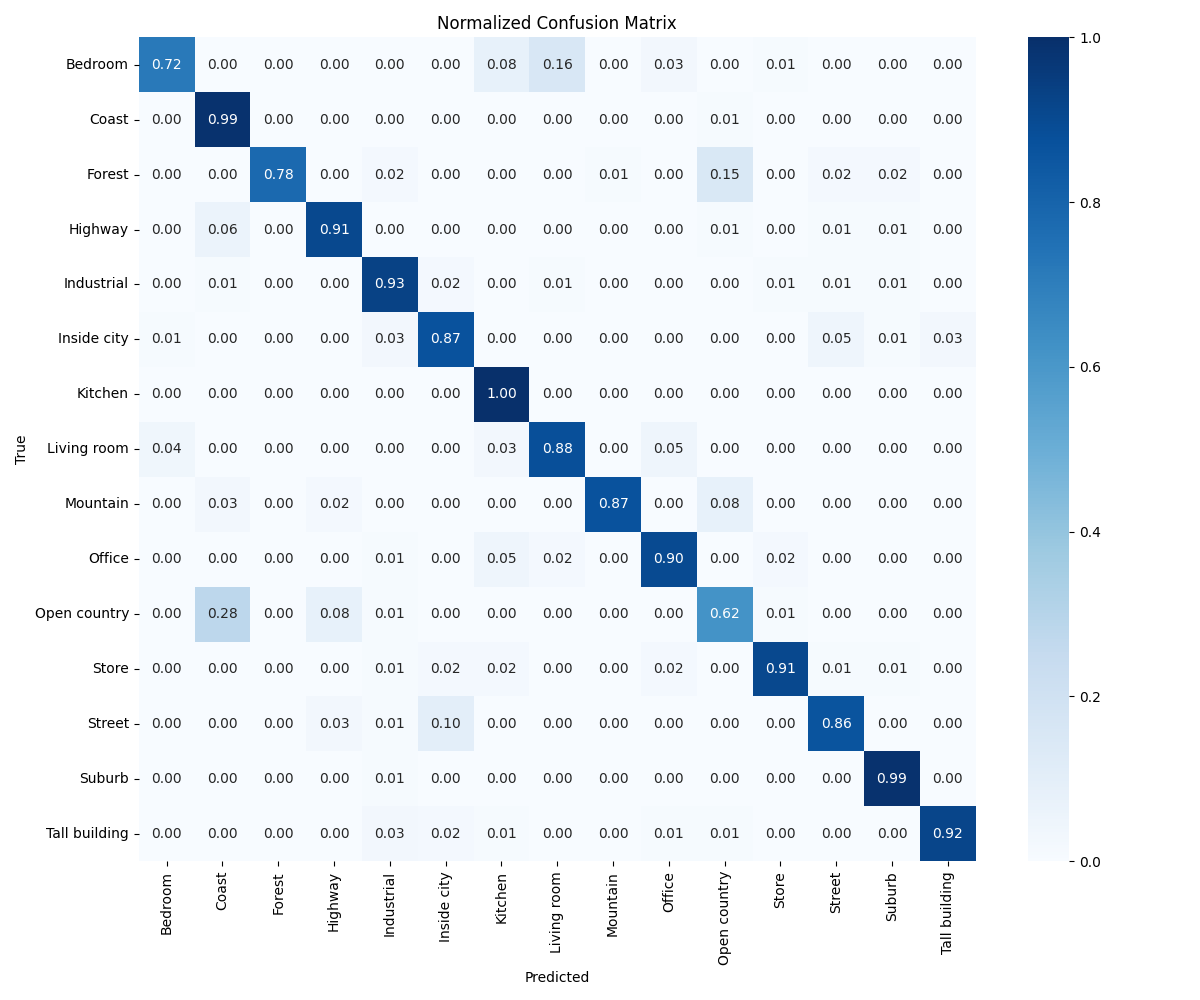 Normalized Confusion Matrix
Bedroom 0.72 0.00 0.00 0.00 0.00 0.00 0.08 0.16 0.00 0.03 0.00 0.01 0.00 0.00 0.00 1.0
Coast 0.00 0.99 0.00 0.00 0.00 0.00 0.00 0.00 0.00 0.00 0.01 0.00 0.00 0.00 0.00
Forest 0.00 0.00 0.78 0.00 0.02 0.00 0.00 0.00 0.01 0.00 0.15 0.00 0.02 0.02 0.00
0.8
Highway 0.00 0.06 0.00 0.91 0.00 0.00 0.00 0.00 0.00 0.00 0.01 0.00 0.01 0.01 0.00
Industrial 0.00 0.01 0.00 0.00 0.93 0.02 0.00 0.01 0.00 0.00 0.00 0.01 0.01 0.01 0.00
Inside city 0.01 0.00 0.00 0.00 0.03 0.87 0.00 0.00 0.00 0.00 0.00 0.00 0.05 0.01 0.03
0.6
Kitchen 0.00 0.00 0.00 0.00 0.00 0.00 1.00 0.00 0.00 0.00 0.00 0.00 0.00 0.00 0.00
True
Living room 0.04 0.00 0.00 0.00 0.00 0.00 0.03 0.88 0.00 0.05 0.00 0.00 0.00 0.00 0.00
Mountain 0.00 0.03 0.00 0.02 0.00 0.00 0.00 0.00 0.87 0.00 0.08 0.00 0.00 0.00 0.00
0.4
Office 0.00 0.00 0.00 0.00 0.01 0.00 0.05 0.02 0.00 0.90 0.00 0.02 0.00 0.00 0.00
Open country 0.00 0.28 0.00 0.08 0.01 0.00 0.00 0.00 0.00 0.00 0.62 0.01 0.00 0.00 0.00
Store 0.00 0.00 0.00 0.00 0.01 0.02 0.02 0.00 0.00 0.02 0.00 0.91 0.01 0.01 0.00
0.2
Street 0.00 0.00 0.00 0.03 0.01 0.10 0.00 0.00 0.00 0.00 0.00 0.00 0.86 0.00 0.00
Suburb 0.00 0.00 0.00 0.00 0.01 0.00 0.00 0.00 0.00 0.00 0.00 0.00 0.00 0.99 0.00
Tall building 0.00 0.00 0.00 0.00 0.03 0.02 0.01 0.00 0.00 0.01 0.01 0.00 0.00 0.00 0.92
0.0
Bedroom Coast Forest Highway Industrial Inside city Kitchen Living room Mountain Office Open country Store Street Suburb Tall building
Predicted